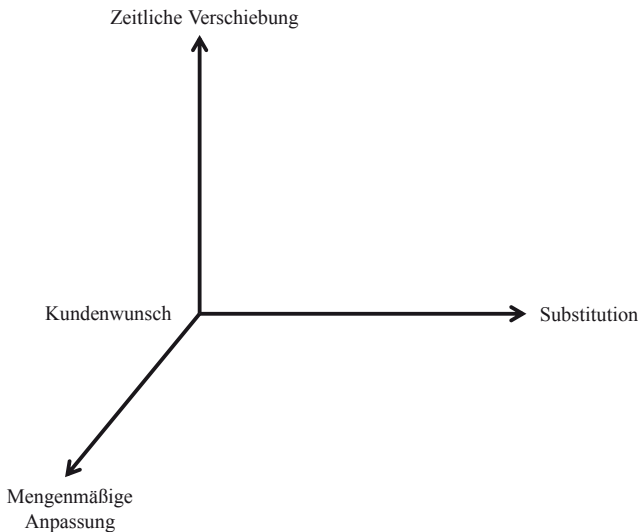 Zeitliche Verschiebung
Kundenwunsch
Substitution
Mengenmäßige
Anpassung